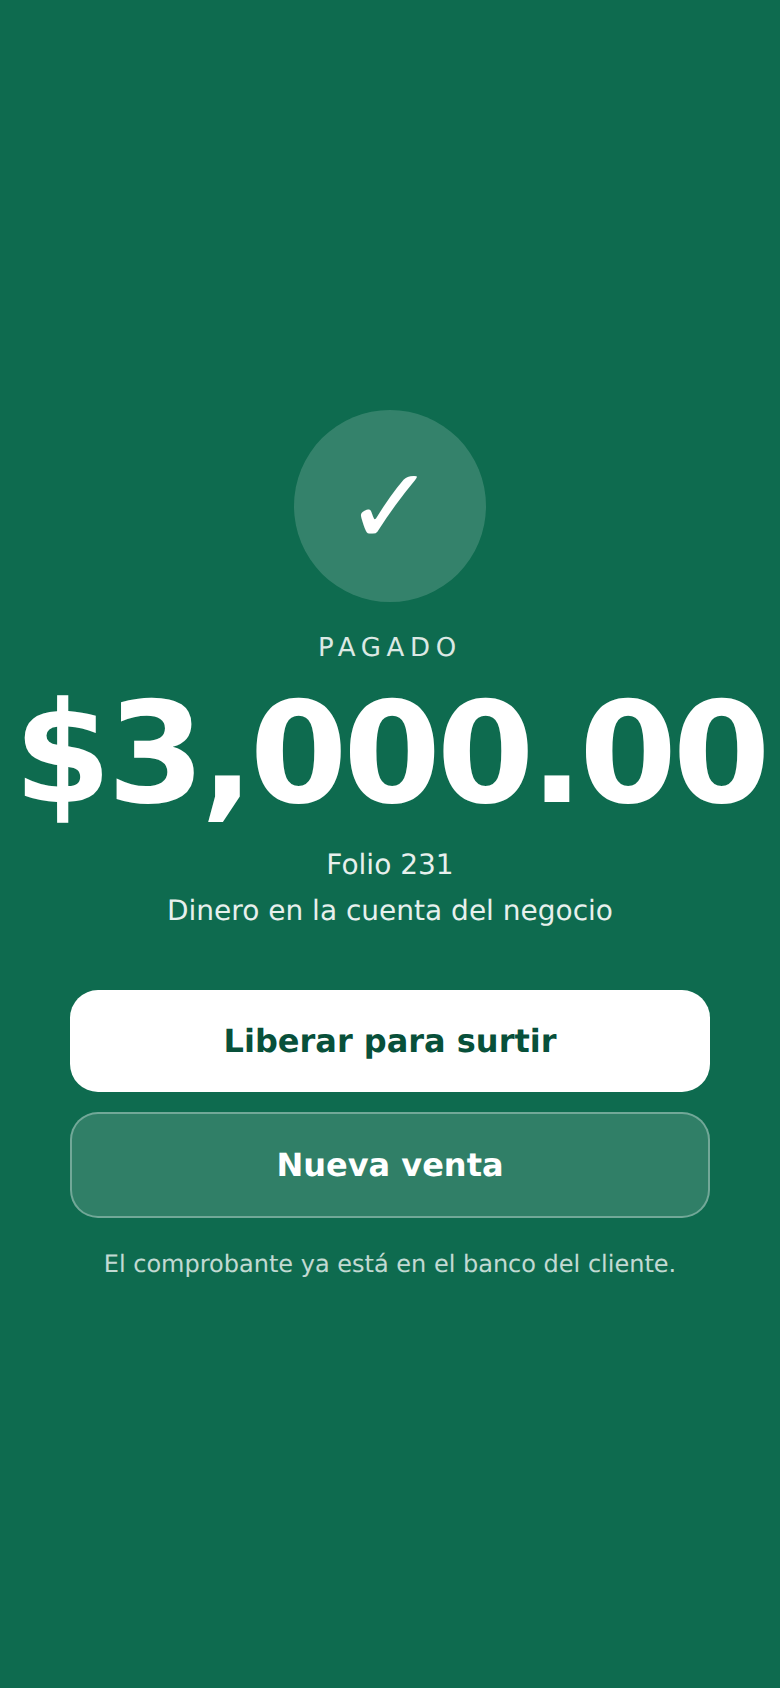 ✓
PAGADO
$3,000.00
Folio 231
Dinero en la cuenta del negocio
Liberar para surtir
Nueva venta
El comprobante ya está en el banco del cliente.